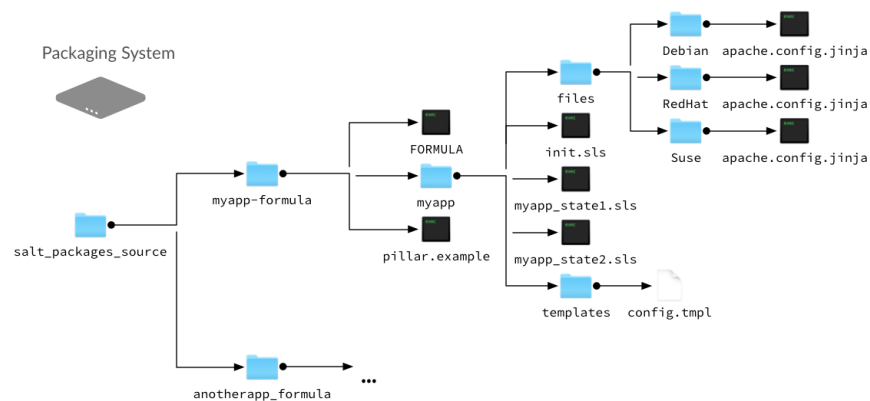 Packaging System
Debian
apache.config.jinja
files
RedHat
apache.config.jinja
FORMULA
init.sls
Suse
apache.config.jinja
myapp-formula
myapp
myapp_state1.sls
salt_packages_source
pillar.example
myapp_state2.sls
templates
config.tmpl
anotherapp_formula
...